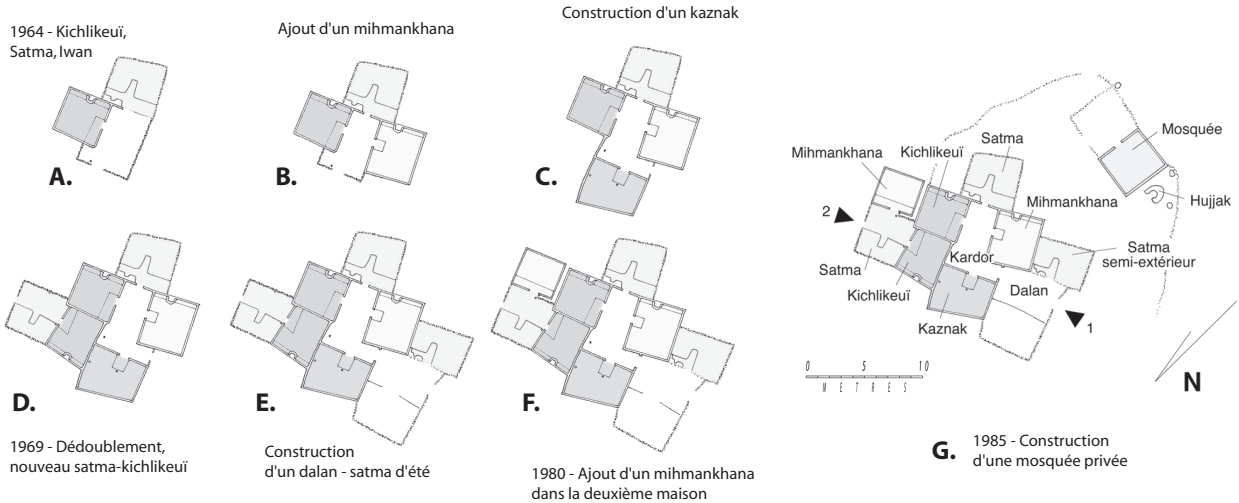 1964 - Kichlikeuï,
Satma, Iwan
A.
Ajout d'un mihmankhana
B.
Construction d'un kaznak
C.
D.
1969 - Dédoublement,
nouveau satma-kichlikeuï
E.
Construction
d'un dalan - satma d'été
F.
1980 - Ajout d'un mihmankhana
dans la deuxième maison
Mosquée
Satma
Kichlikeuï
Mihmankhana
Hujjak
Mihmankhana
2
Satma
semi-extérieur
Kardor
Satma
Dalan
Kichlikeuï
Kaznak
1
0 5 10
METRES
N
G.
1985 - Construction
d'une mosquée privée